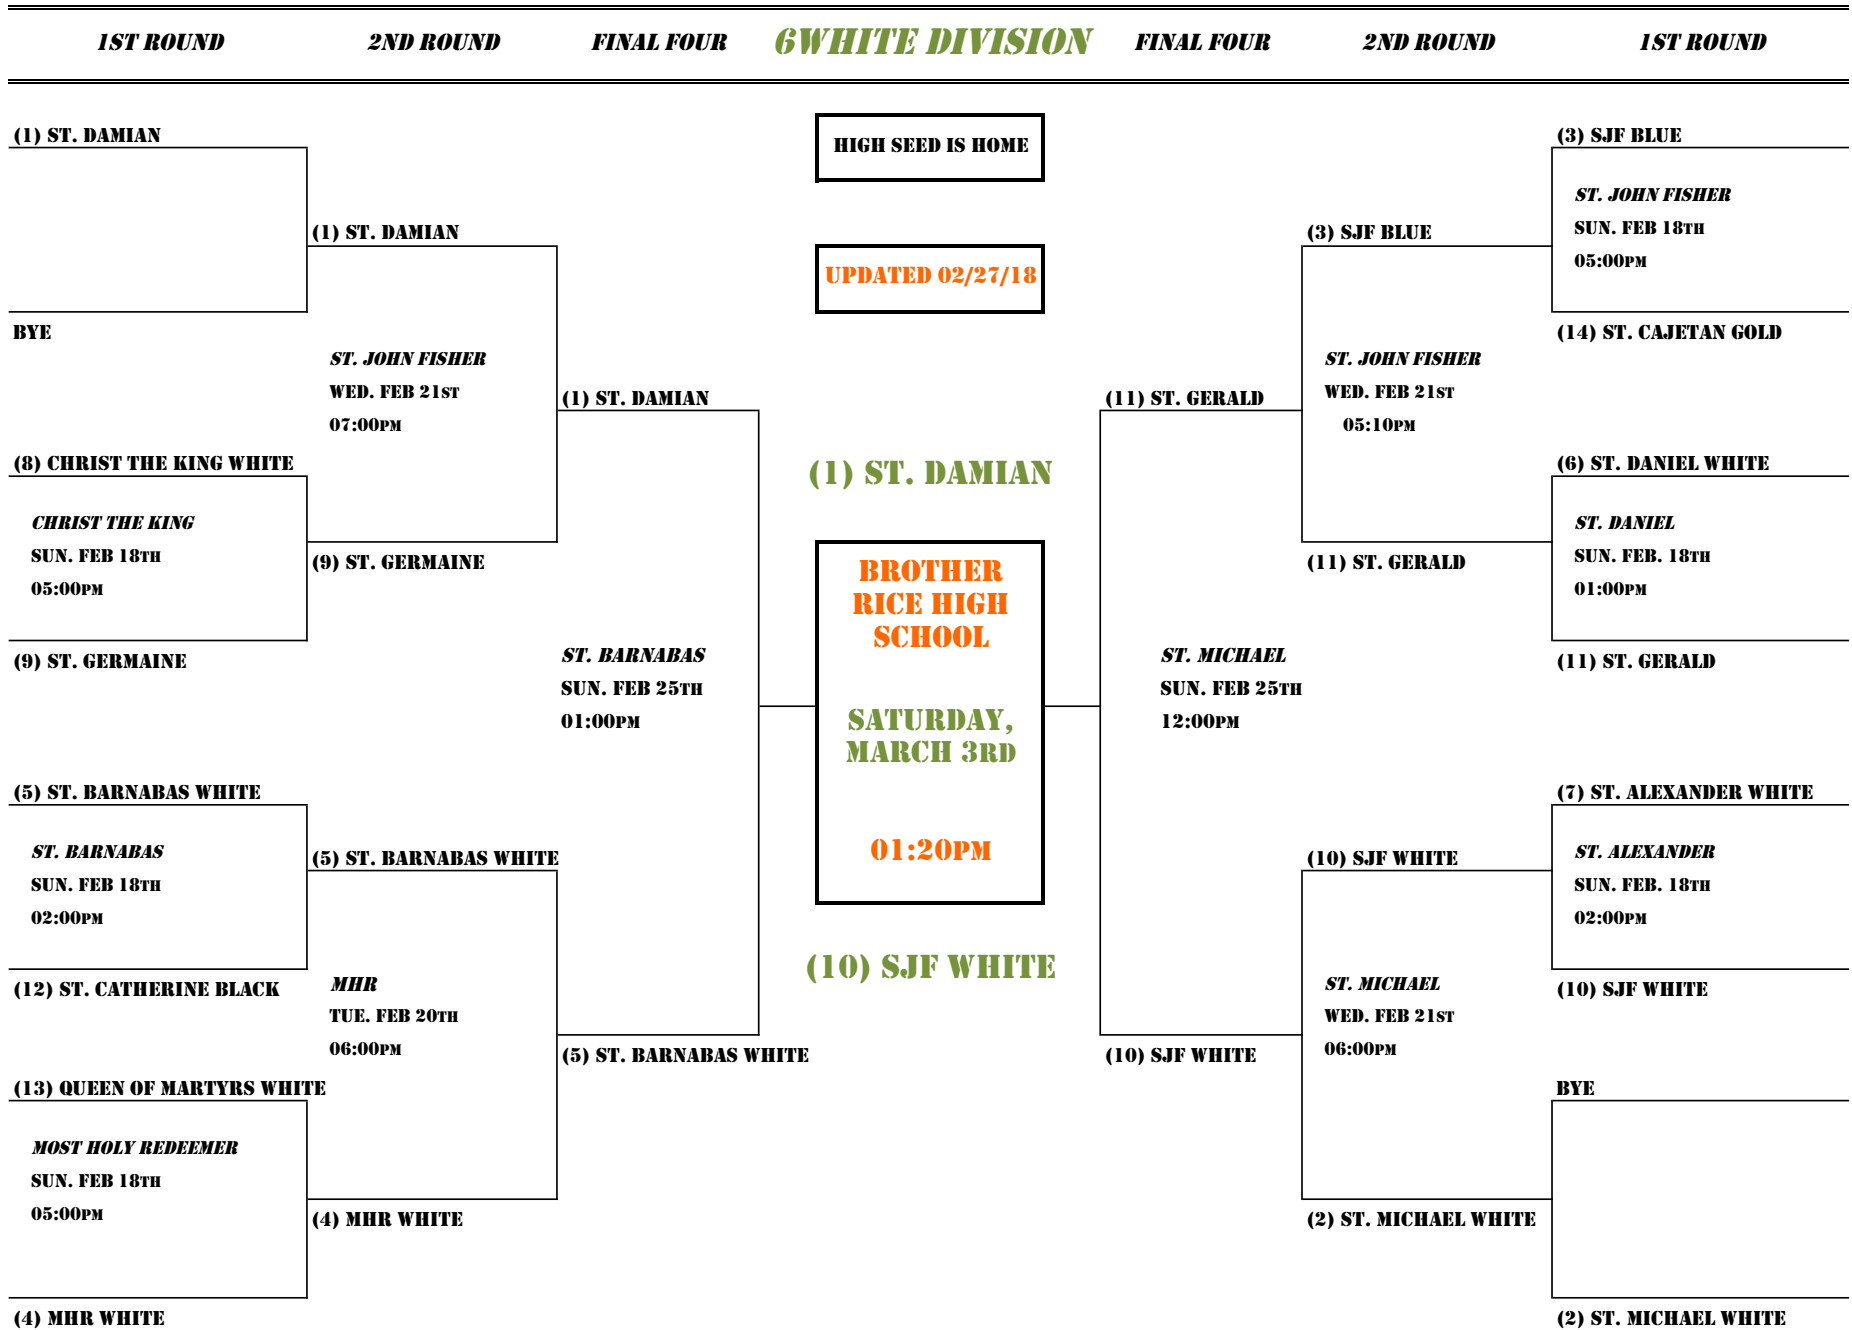 1ST ROUND
2ND ROUND
FINAL FOUR
6WHITE DIVISION
FINAL FOUR
2ND ROUND
1ST ROUND
(1) ST. DAMIAN
BYE
(8) CHRIST THE KING WHITE
CHRIST THE KING
SUN. FEB 18TH
05:00PM
(9) ST. GERMAINE
(5) ST. BARNABAS WHITE
ST. BARNABAS
SUN. FEB 18TH
02:00PM
(12) ST. CATHERINE BLACK
(13) QUEEN OF MARTYRS WHITE
MOST HOLY REDEEMER
SUN. FEB 18TH
05:00PM
(4) MHR WHITE
(1) ST. DAMIAN
ST. JOHN FISHER
WED. FEB 21ST
07:00PM
(9) ST. GERMAINE
(5) ST. BARNABAS WHITE
MHR
TUE. FEB 20TH
06:00PM
(4) MHR WHITE
(1) ST. DAMIAN
ST. BARNABAS
SUN. FEB 25TH
01:00PM
(5) ST. BARNABAS WHITE
HIGH SEED IS HOME
UPDATED 02/27/18
(1) ST. DAMIAN
BROTHER
RICE HIGH
SCHOOL
SATURDAY,
MARCH 3RD
01:20PM
(10) SJF WHITE
(11) ST. GERALD
ST. MICHAEL
SUN. FEB 25TH
12:00PM
(10) SJF WHITE
(3) SJF BLUE
ST. JOHN FISHER
WED. FEB 21ST
05:10PM
(11) ST. GERALD
(10) SJF WHITE
ST. MICHAEL
WED. FEB 21ST
06:00PM
(2) ST. MICHAEL WHITE
(3) SJF BLUE
ST. JOHN FISHER
SUN. FEB 18TH
05:00PM
(14) ST. CAJETAN GOLD
(6) ST. DANIEL WHITE
ST. DANIEL
SUN. FEB. 18TH
01:00PM
(11) ST. GERALD
(7) ST. ALEXANDER WHITE
ST. ALEXANDER
SUN. FEB. 18TH
02:00PM
(10) SJF WHITE
BYE
(2) ST. MICHAEL WHITE